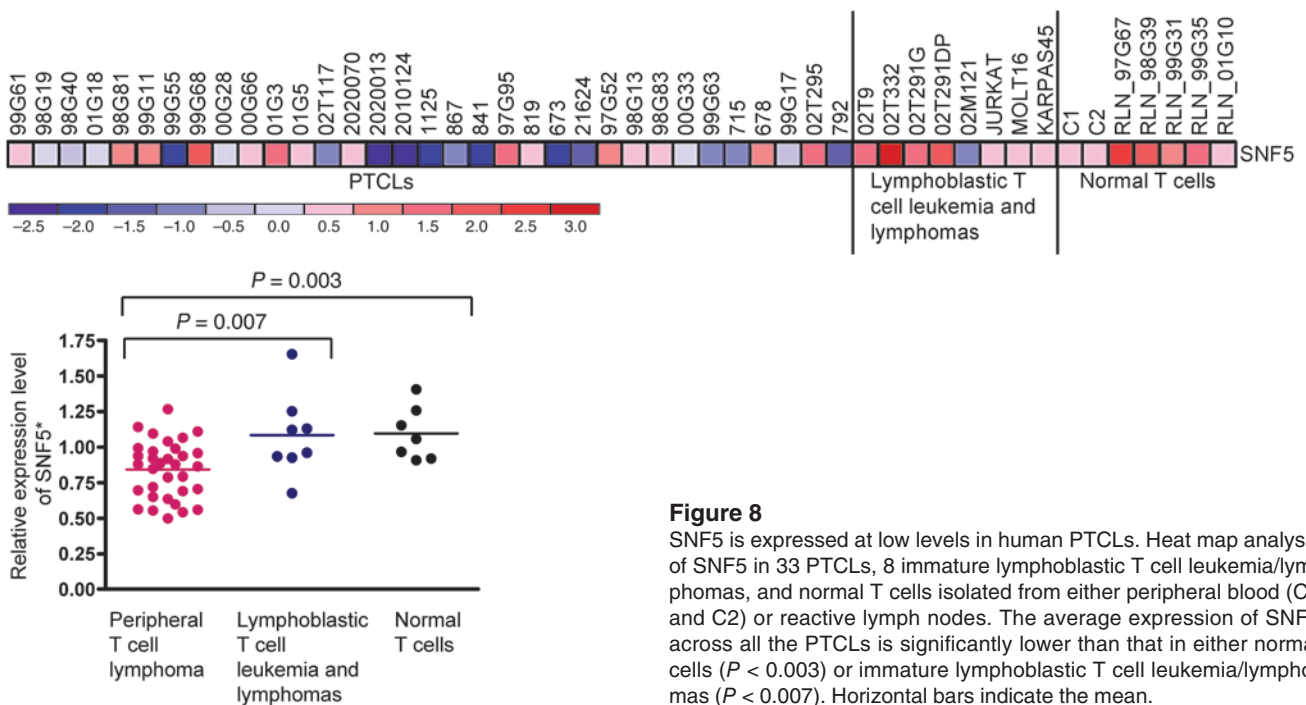 99G61 98G19 98G40 01G18 98G81 99G11 99G55 99G68 00G28 00G66 01G3 01G5 02T117 2020070 2020013 2010124 1125 867 841 97G95 819 673 21624 97G52 98G13 98G83 00G33 99G63 715 678 99G17 02T295 792 02T9 02T332 02T291G 02T291DP 02M121 JURKAT MOLT16 KARPAS45 C1 C2 RLN_97G67 RLN_98G39 RLN_99G31 RLN_99G35 RLN_01G10
SNF5
PTCLs
Lymphoblastic T
cell leukemia and
lymphomas
Normal T cells
–2.5 –2.0 –1.5 –1.0 –0.5 0.0 0.5 1.0 1.5 2.0 2.5 3.0
P = 0.003
P = 0.007
Relative expression level
of SNF5*
1.75
1.50
1.25
1.00
0.75
0.50
0.25
0.00
Peripheral
T cell
lymphoma
Lymphoblastic
T cell
leukemia and
lymphomas
Normal
T cells
Figure 8
SNF5 is expressed at low levels in human PTCLs. Heat map analys
of SNF5 in 33 PTCLs, 8 immature lymphoblastic T cell leukemia/lym
phomas, and normal T cells isolated from either peripheral blood (C
and C2) or reactive lymph nodes. The average expression of SNF
across all the PTCLs is significantly lower than that in either norma
cells (P < 0.003) or immature lymphoblastic T cell leukemia/lympho
mas (P < 0.007). Horizontal bars indicate the mean.